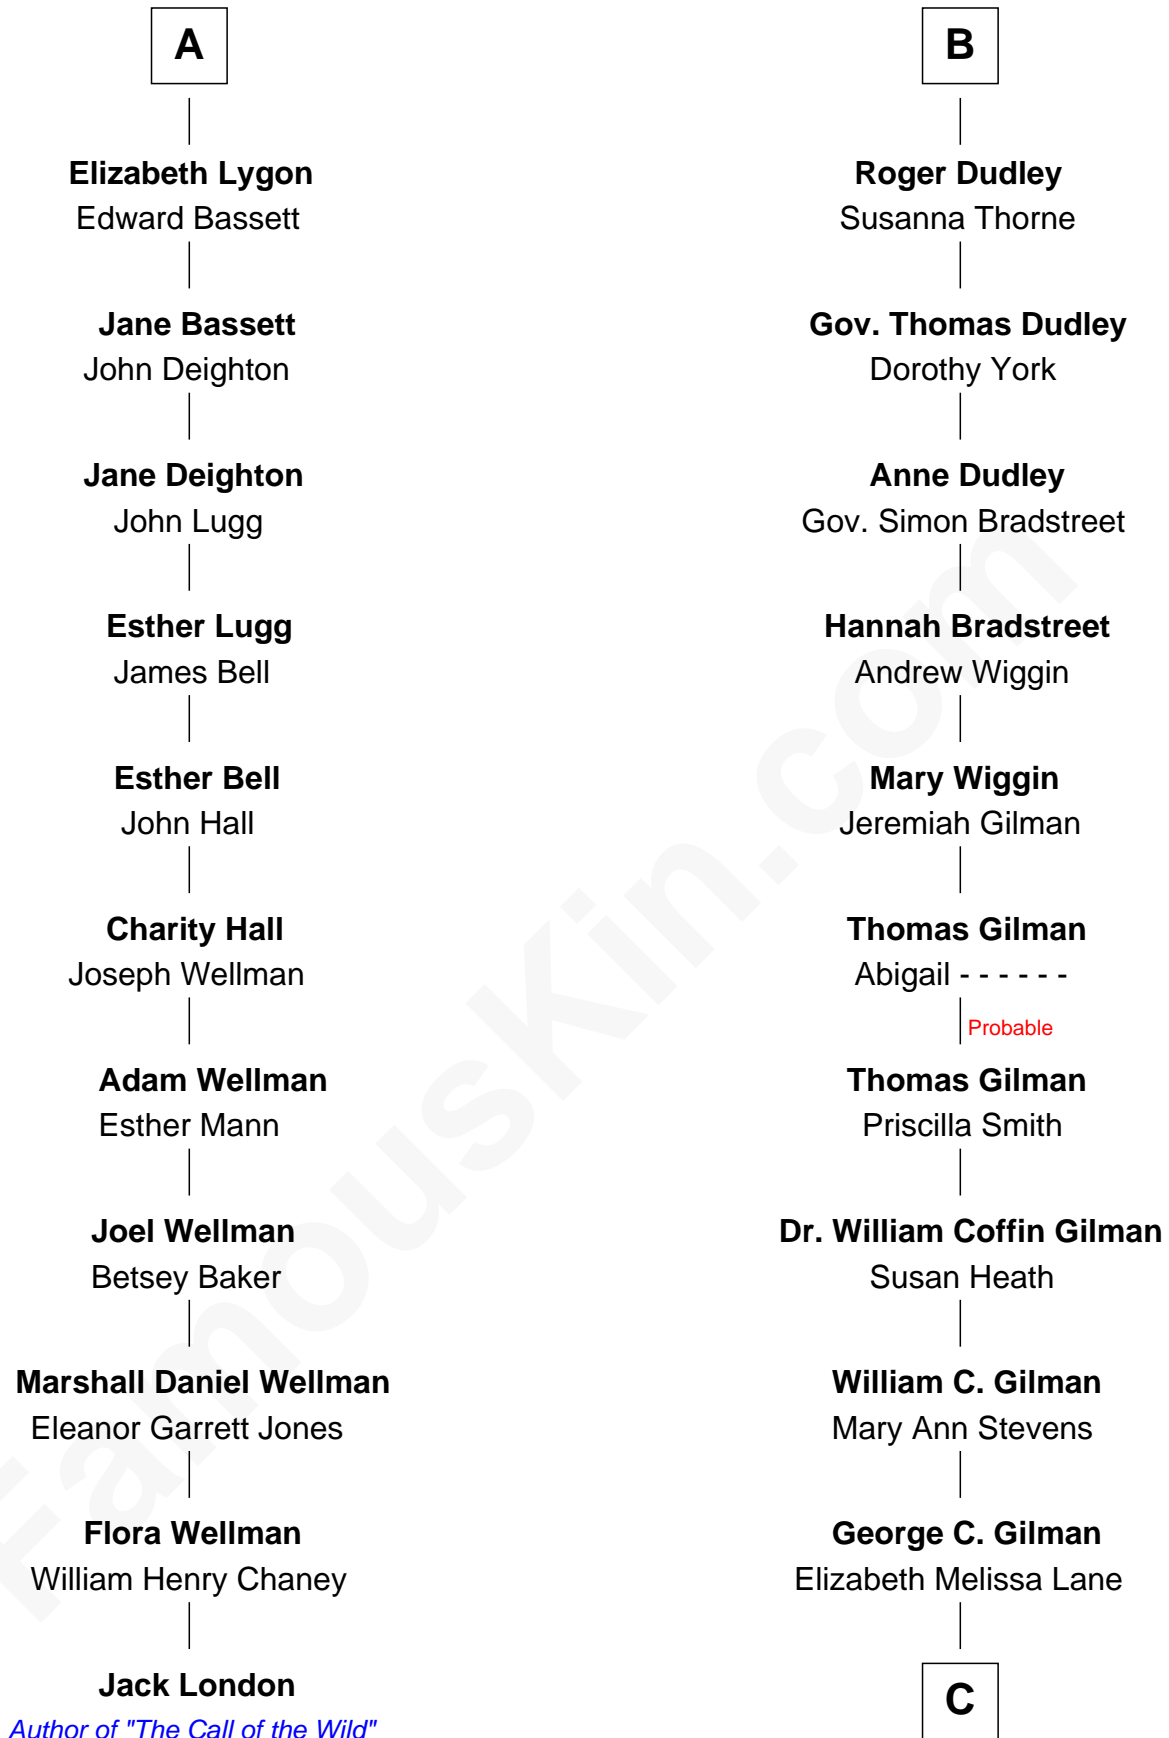 A
Elizabeth Lygon
Edward Bassett
Jane Bassett
John Deighton
Jane Deighton
John Lugg
Esther Lugg
James Bell
Esther Bell
John Hall
Charity Hall
Joseph Wellman
Adam Wellman
Esther Mann
Joel Wellman
Betsey Baker
Marshall Daniel Wellman
Eleanor Garrett Jones
Flora Wellman
William Henry Chaney
Jack London
Author of "The Call of the Wild"
B
Roger Dudley
Susanna Thorne
Gov. Thomas Dudley
Dorothy York
Anne Dudley
Gov. Simon Bradstreet
Hannah Bradstreet
Andrew Wiggin
Mary Wiggin
Jeremiah Gilman
Thomas Gilman
Abigail - - - - - -
Probable
Thomas Gilman
Priscilla Smith
Dr. William Coffin Gilman
Susan Heath
William C. Gilman
Mary Ann Stevens
George C. Gilman
Elizabeth Melissa Lane
C
FamousKin.com